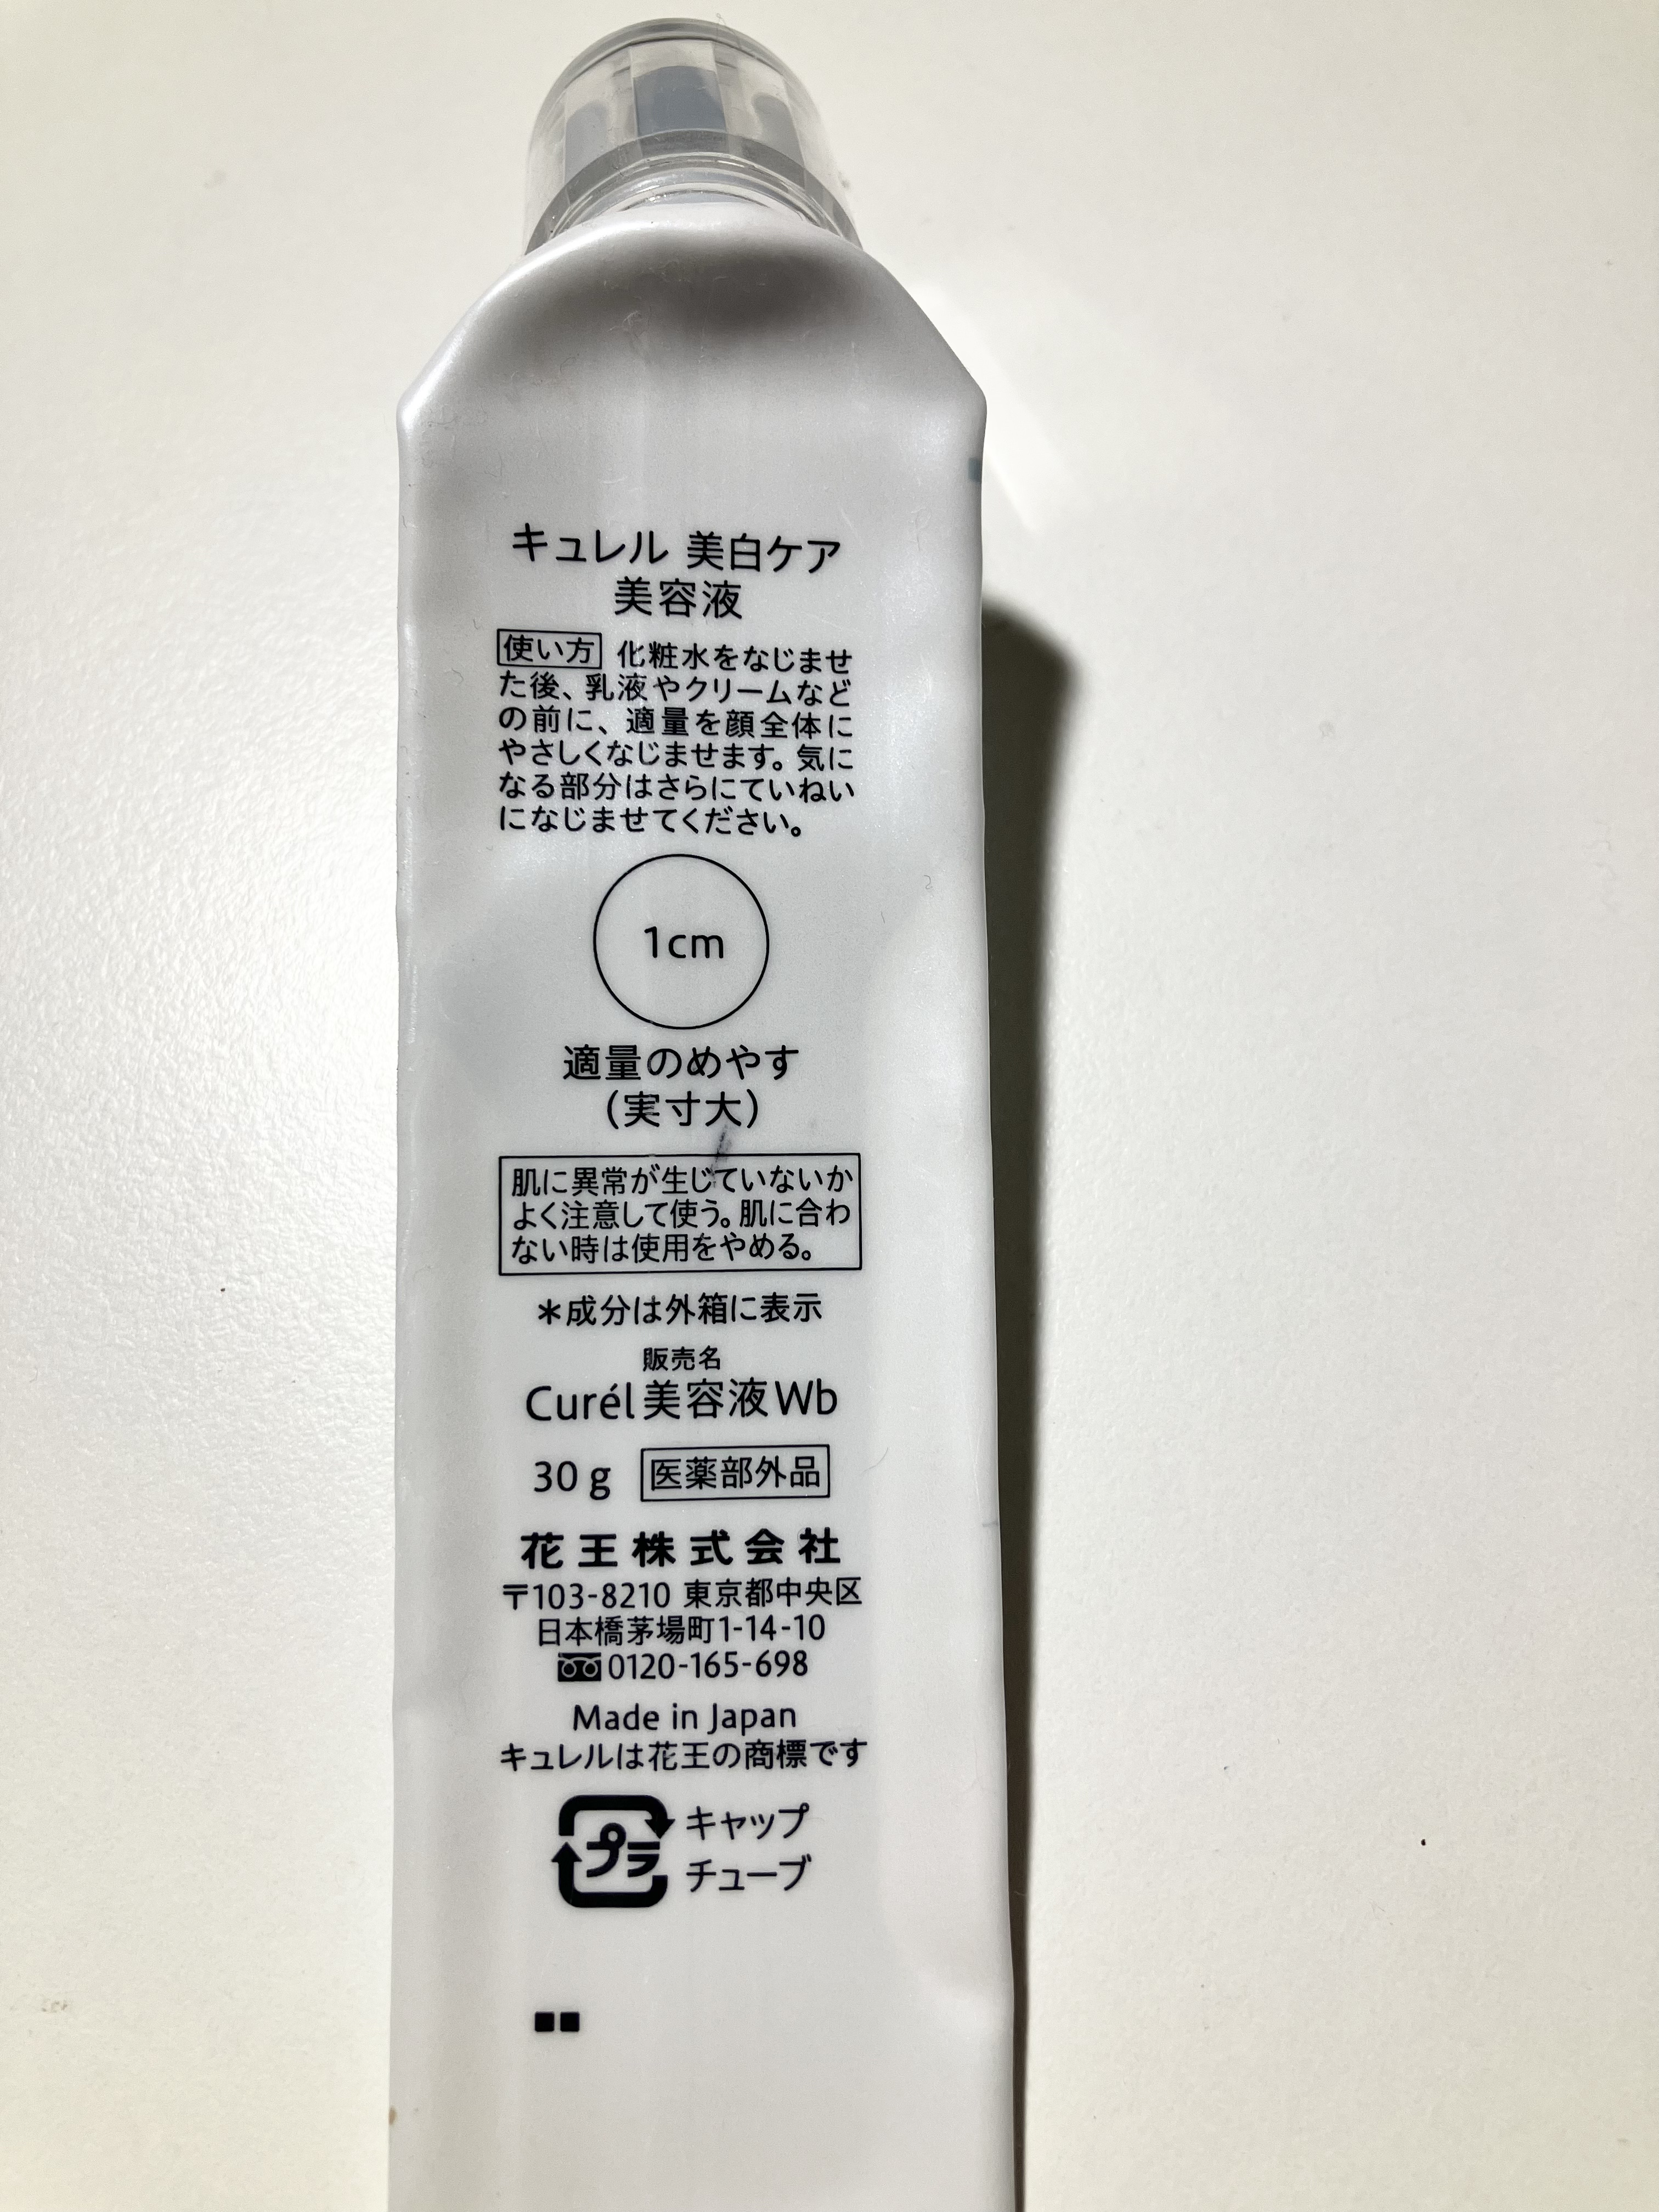 キュレル 美白ケア
美容液
使い方 化粧水をなじませ
た後、乳液やクリームなど
の前に、適量を顔全体に
やさしくなじませます。気に
なる部分はさらにていねい
になじませてください。
1cm
適量のめやす
(実寸大)
肌に異常が生じていないか
よく注意して使う。肌に合わ
ない時は使用をやめる。
*成分は外箱に表示
販売名
Curél美容液Wb
30 g 医薬部外品
花王株式会社
〒103-8210 東京都中央区
日本橋茅場町1-14-10
0120-165-698
Made in Japan
キュレルは花王の商標です
プラ キャップ
チューブ